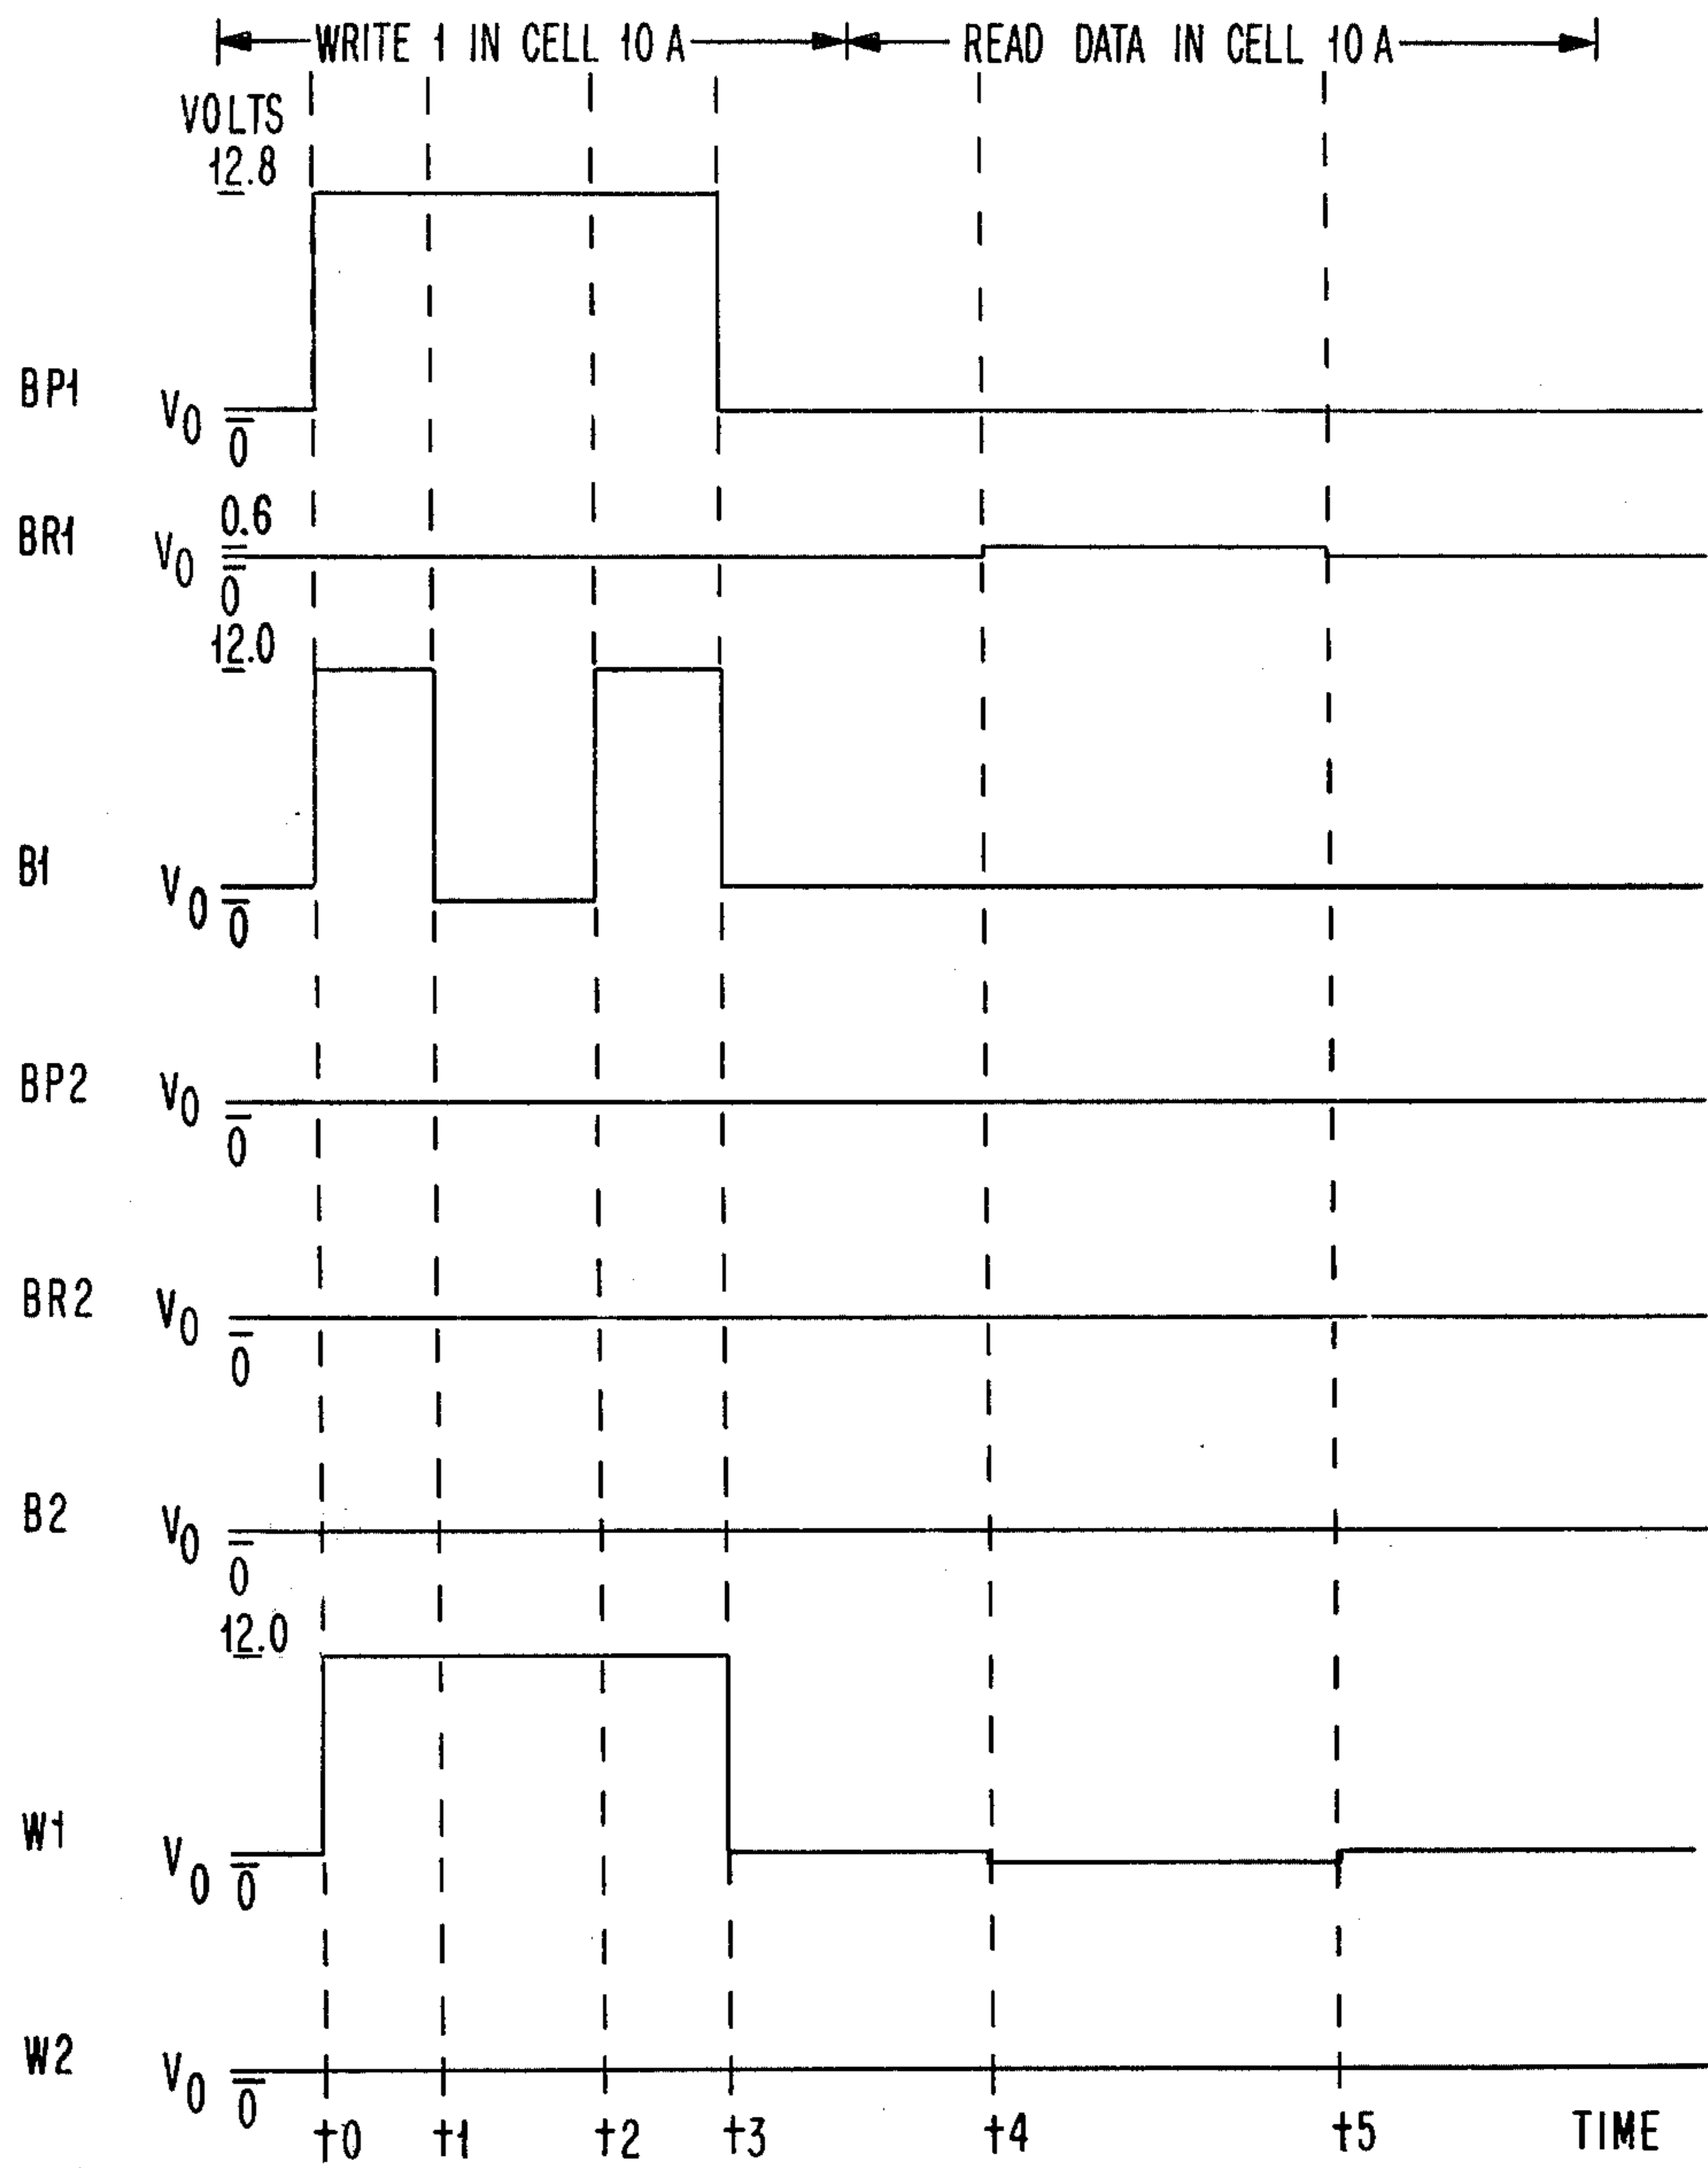 WRITE 1 IN CELL 10 A READ DATA IN CELL 10 A
VOLTS
12.8
BP1 V0 0
0.6
BR1 V0 0
12.0
B1 V0 0
BP2 V0 0
BR2 V0 0
B2 V0 0
12.0
W1 V0 0
W2 V0 0
t0 t1 t2 t3 t4 t5 TIME